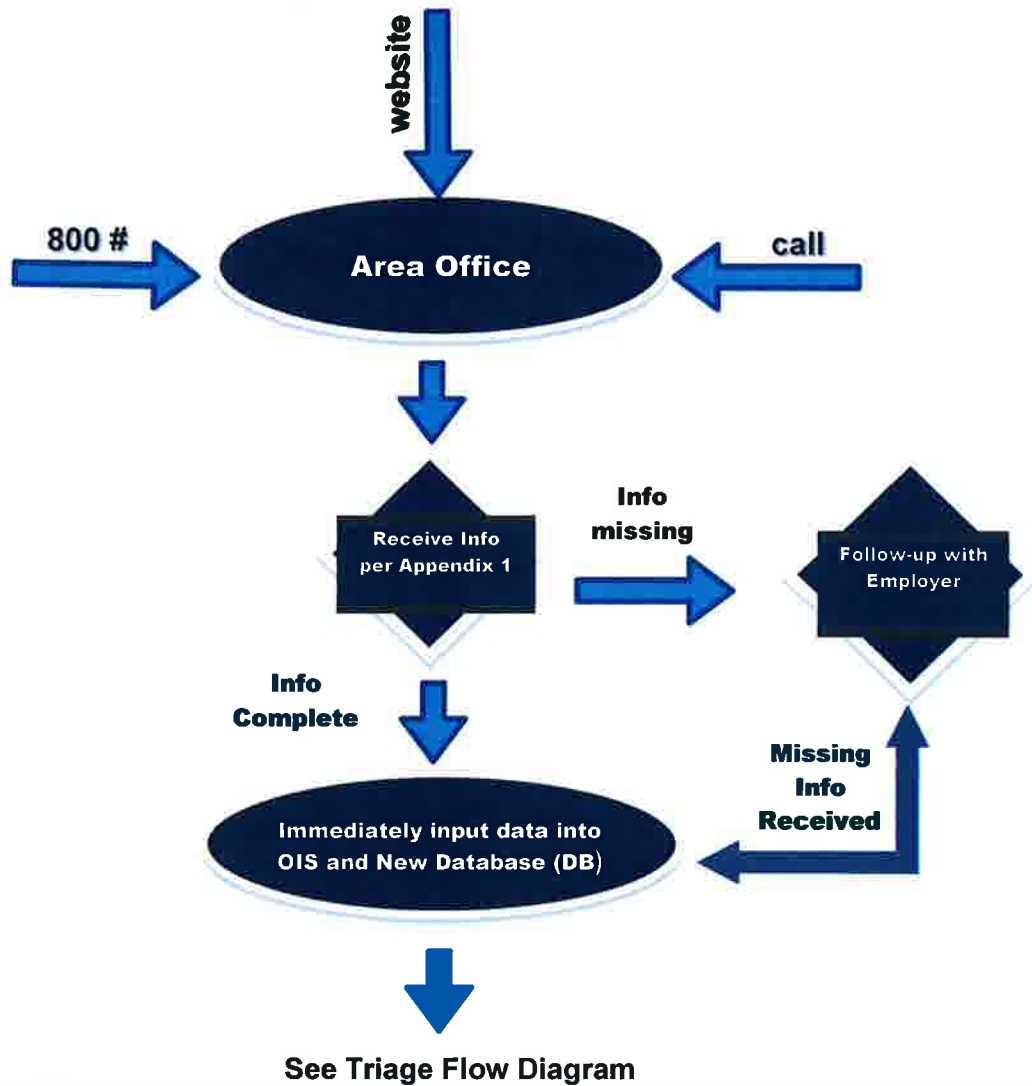 website
800 #
Area Office
call
Receive Info
per Appendix 1
Info
missing
Follow-up with
Employer
Info
Complete
Missing
Info
Received
Immediately input data into
OIS and New Database (DB)
See Triage Flow Diagram